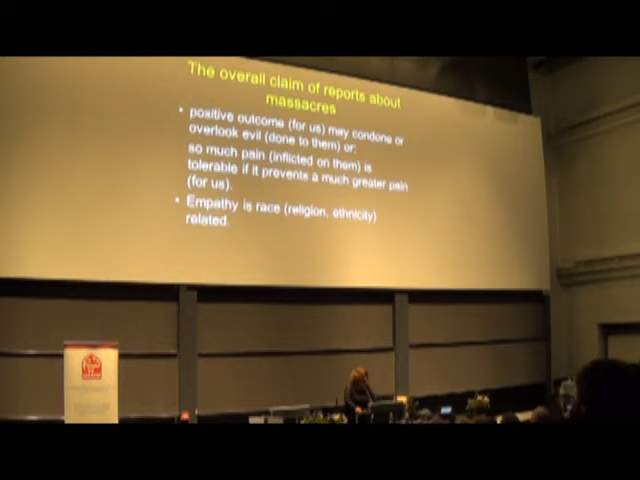 The overall claim of reports about
massacres
• positive outcome (for us) may condone or
overlook evil (done to them) or:
so much pain (inflicted on them) is
tolerable if it prevents a much greater pain
(for us).
• Empathy is race (religion, ethnicity)
related.